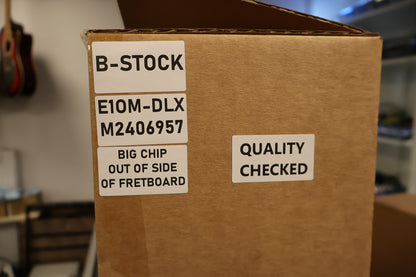 B-STOCK
E10M-DLX
M2406957
BIG CHIP
OUT OF SIDE
OF FRETBOARD
QUALITY
CHECKED